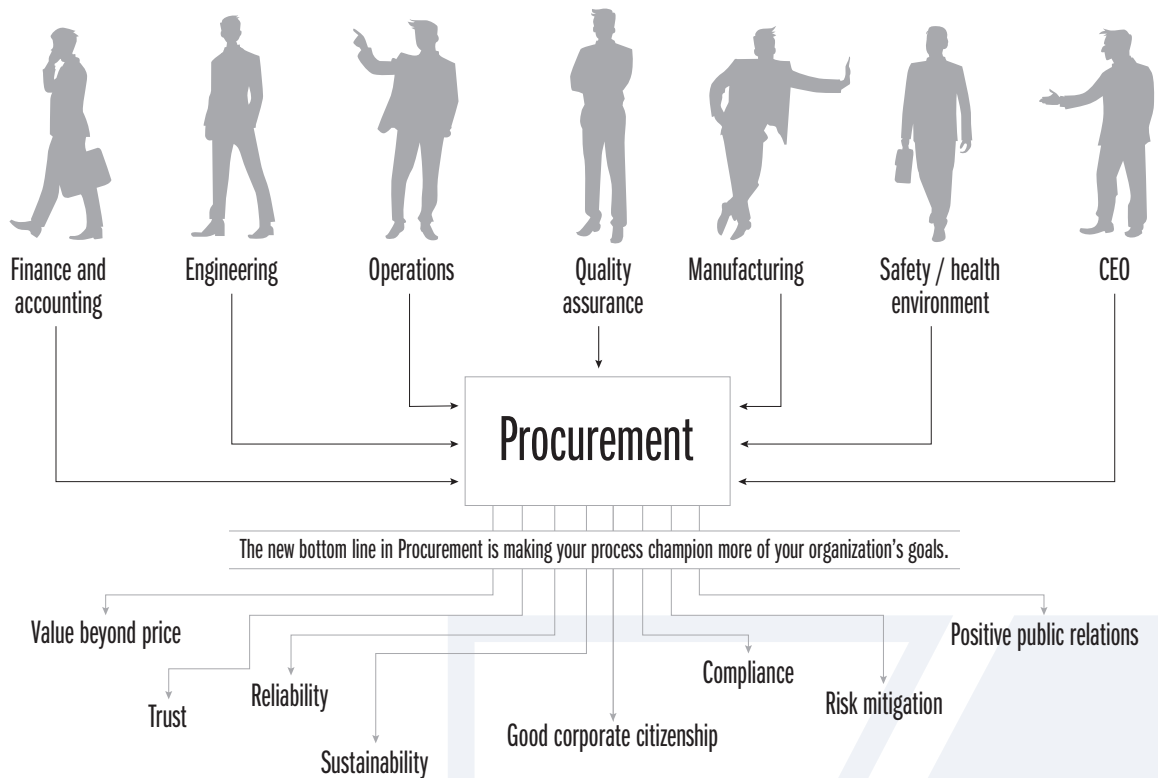 Finance and
accounting
Engineering
Operations
Quality
assurance
Manufacturing
Safety / health
environment
CEO
Procurement
The new bottom line in Procurement is making your process champion more of your organization’s goals.
Value beyond price
Trust
Reliability
Sustainability
Good corporate citizenship
Compliance
Risk mitigation
Positive public relations